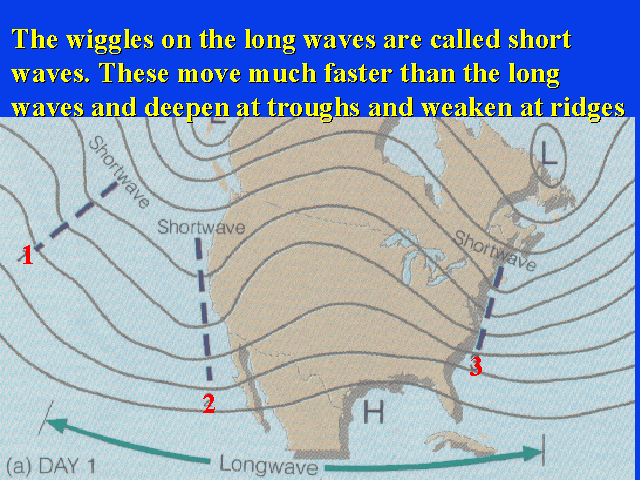 The wiggles on the long waves are called short
waves. These move much faster than the long
waves and deepen at troughs and weaken at ridges
L
L
Shortwave
Shortwave
Shortwave
1
2
3
H
(a) DAY 1
Longwave